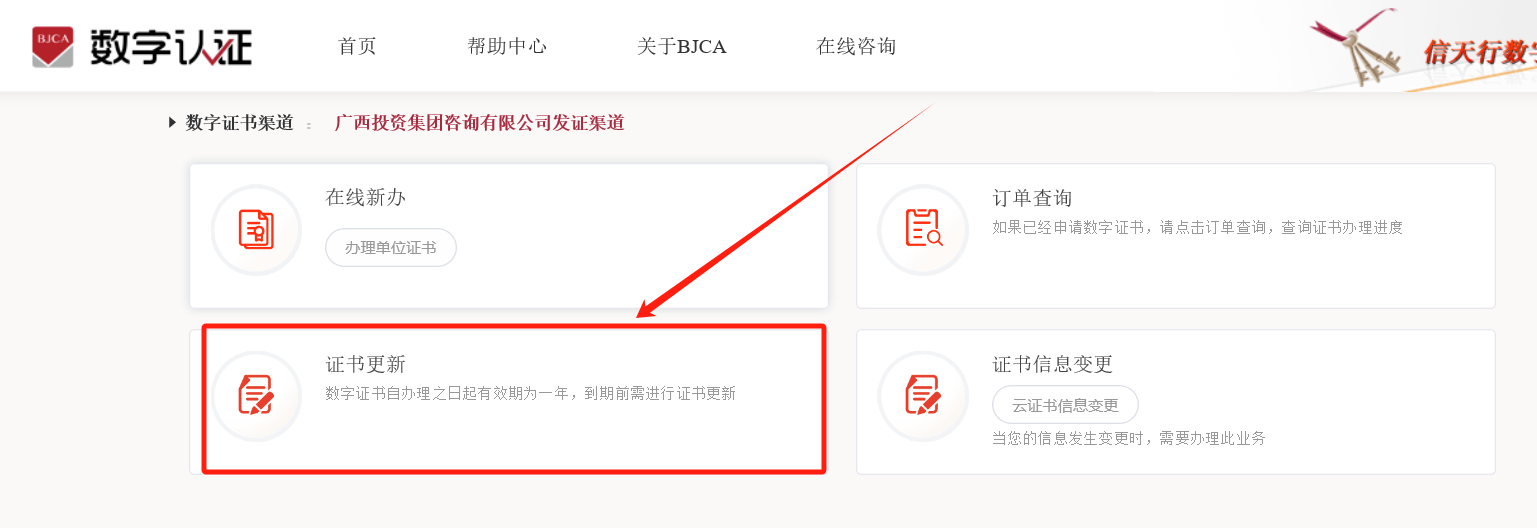 BJCA 数字认证 首页 帮助中心 关于BJCA 在线咨询 信天行数字
数字证书渠道 : 广西投资集团咨询有限公司发证渠道
在线新办
办理单位证书
订单查询
如果已经申请数字证书，请点击订单查询，查询证书办理进度
证书更新
数字证书自办理之日起有效期为一年，到期前需进行证书更新
证书信息变更
云证书信息变更
当您的信息发生变更时，需要办理此业务